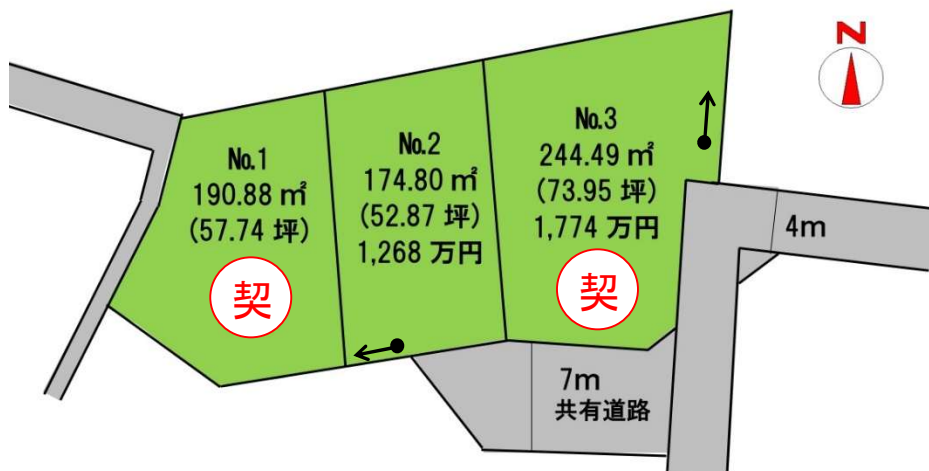 N
No.1
190.88 ㎡
(57.74 坪)
契
No.2
174.80 ㎡
(52.87 坪)
1,268 万円
No.3
244.49 ㎡
(73.95 坪)
1,774 万円
契
4m
7m
共有道路